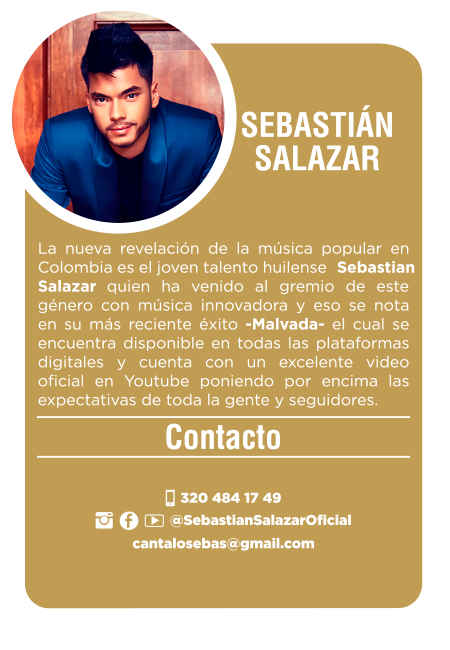 SEBASTIÁN
SALAZAR
La nueva revelación de la música popular en
Colombia es el joven talento huilense Sebastian
Salazar quien ha venido al gremio de este
género con música innovadora y eso se nota
en su más reciente éxito -Malvada- el cual se
encuentra disponible en todas las plataformas
digitales y cuenta con un excelente video
oficial en Youtube poniendo por encima las
expectativas de toda la gente y seguidores.
Contacto
320 484 17 49
@SebastianSalazarOficial
cantalosebas@gmail.com